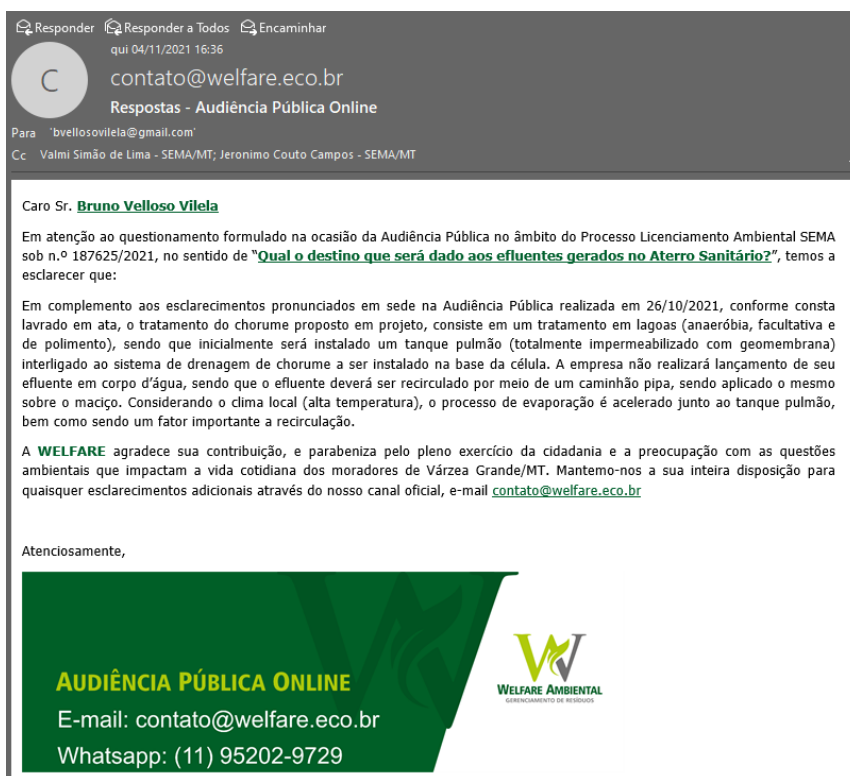 Responder Responder a Todos Encaminhar
qui 04/11/2021 16:36
C
contato@welfare.eco.br
Respostas - Audiência Pública Online
Para 'bvellosovilela@gmail.com'
Cc Valmi Simão de Lima - SEMA/MT; Jeronimo Couto Campos - SEMA/MT
Caro Sr. Bruno Velloso Vilela
Em atenção ao questionamento formulado na ocasião da Audiência Pública no âmbito do Processo Licenciamento Ambiental SEMA
sob n.º 187625/2021, no sentido de “Qual o destino que será dado aos efluentes gerados no Aterro Sanitário?”, temos a
esclarecer que:
Em complemento aos esclarecimentos pronunciados em sede na Audiência Pública realizada em 26/10/2021, conforme consta
lavrado em ata, o tratamento do chorume proposto em projeto, consiste em um tratamento em lagoas (anaeróbia, facultativa e
de polimento), sendo que inicialmente será instalado um tanque pulmão (totalmente impermeabilizado com geomembrana)
interligado ao sistema de drenagem de chorume a ser instalado na base da célula. A empresa não realizará lançamento de seu
efluente em corpo d’água, sendo que o efluente deverá ser recirculado por meio de um caminhão pipa, sendo aplicado o mesmo
sobre o maciço. Considerando o clima local (alta temperatura), o processo de evaporação é acelerado junto ao tanque pulmão,
bem como sendo um fator importante a recirculação.
A WELFARE agradece sua contribuição, e parabeniza pelo pleno exercício da cidadania e a preocupação com as questões
ambientais que impactam a vida cotidiana dos moradores de Várzea Grande/MT. Mantemo-nos a sua inteira disposição para
quaisquer esclarecimentos adicionais através do nosso canal oficial, e-mail contato@welfare.eco.br
Atenciosamente,
AUDIÊNCIA PÚBLICA ONLINE
E-mail: contato@welfare.eco.br
Whatsapp: (11) 95202-9729
WELFARE AMBIENTAL
GERENCIAMENTO DE RESÍDUOS